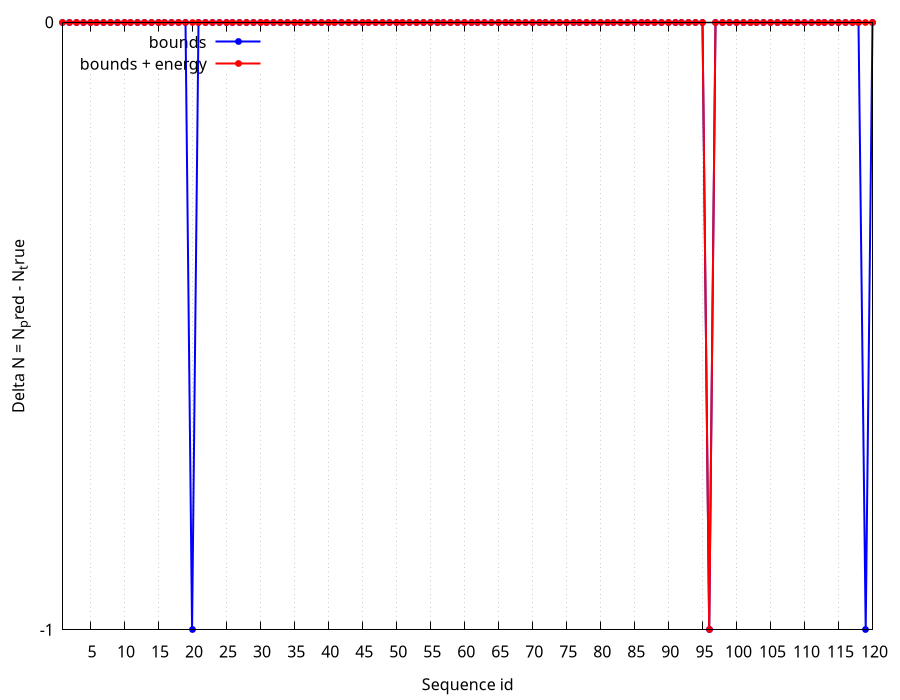 0
bounds
bounds + energy
Delta N = N_pred - N_true
-1
5 10 15 20 25 30 35 40 45 50 55 60 65 70 75 80 85 90 95 100 105 110 115 120
Sequence id